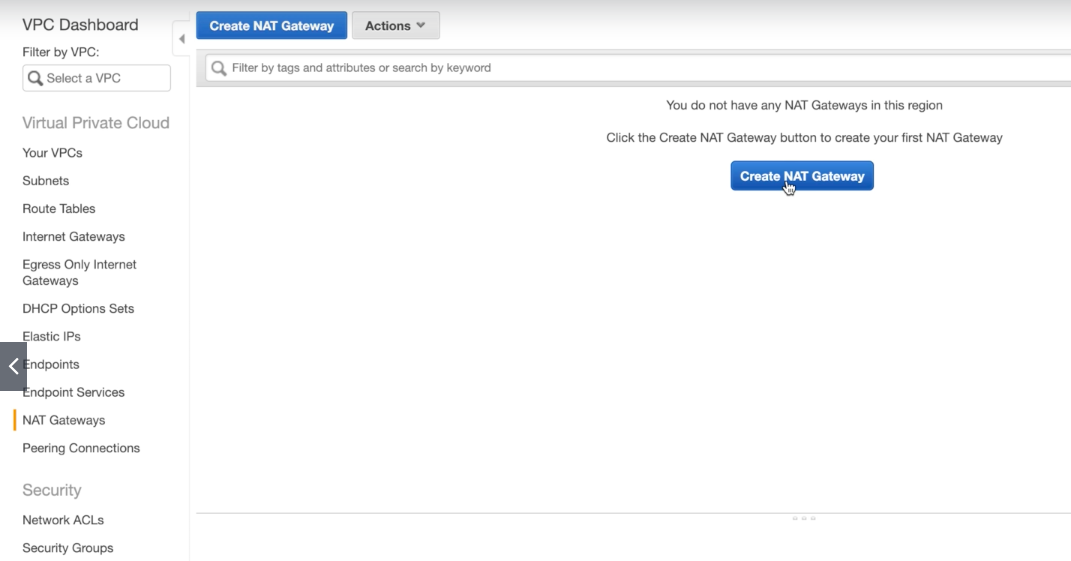 VPC Dashboard
Filter by VPC:
Select a VPC
Virtual Private Cloud
Your VPCs
Subnets
Route Tables
Internet Gateways
Egress Only Internet
Gateways
DHCP Options Sets
Elastic IPs
Endpoints
Endpoint Services
NAT Gateways
Peering Connections
Security
Network ACLs
Security Groups
Create NAT Gateway
Actions
Filter by tags and attributes or search by keyword
You do not have any NAT Gateways in this region
Click the Create NAT Gateway button to create your first NAT Gateway
Create NAT Gateway